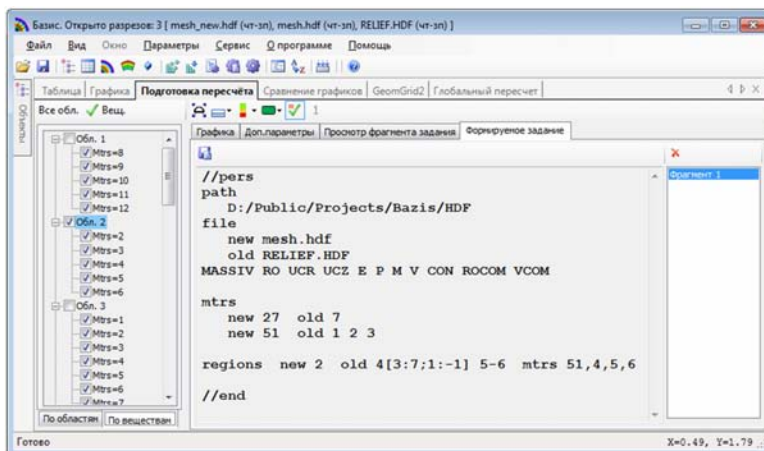 Базис. Открыто разрезов: 3 [ mesh_new.hdf (чт-зп), mesh.hdf (чт-зп), RELIEF.HDF (чт-зп) ]
Файл Вид Окно Параметры Сервис О программе Помощь
Таблица Графика Подготовка пересчёта Сравнение графиков GeomGrid2 Глобальный пересчет
Объекты
Все обл. Вещ. 1
Графика Доп.параметры Просмотр фрагмента задания Формируемое задание
Обл. 1
Mtrs=8
Mtrs=9
Mtrs=10
Mtrs=11
Mtrs=12
Обл. 2
Mtrs=2
Mtrs=3
Mtrs=4
Mtrs=5
Mtrs=6
Обл. 3
Mtrs=1
Mtrs=2
Mtrs=3
Mtrs=4
Mtrs=5
Mtrs=6
Mtrs=7
По областям По веществам
//pers
path
D:/Public/Projects/Bazis/HDF
file
new mesh.hdf
old RELIEF.HDF
MASSIV RO UCR UCZ E P M V CON ROCOM VCOM
mtrs
new 27 old 7
new 51 old 1 2 3
regions new 2 old 4[3:7;1:-1] 5-6 mtrs 51,4,5,6
//end
Фрагмент 1
Готово
X=0.49, Y=1.79